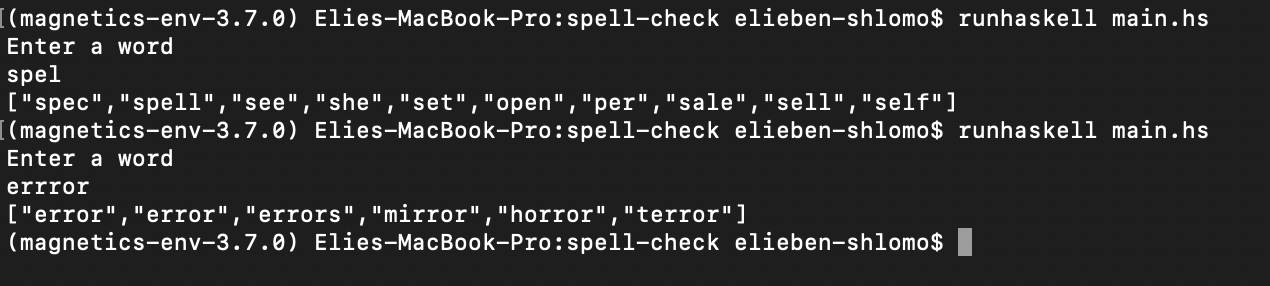 (magnetics-env-3.7.0) Elies-MacBook-Pro:spell-check elieben-shlomo$ runhaskell main.hs
Enter a word
spel
["spec","spell","see","she","set","open","per","sale","sell","self"]
(magnetics-env-3.7.0) Elies-MacBook-Pro:spell-check elieben-shlomo$ runhaskell main.hs
Enter a word
errror
["error","error","errors","mirror","horror","terror"]
(magnetics-env-3.7.0) Elies-MacBook-Pro:spell-check elieben-shlomo$